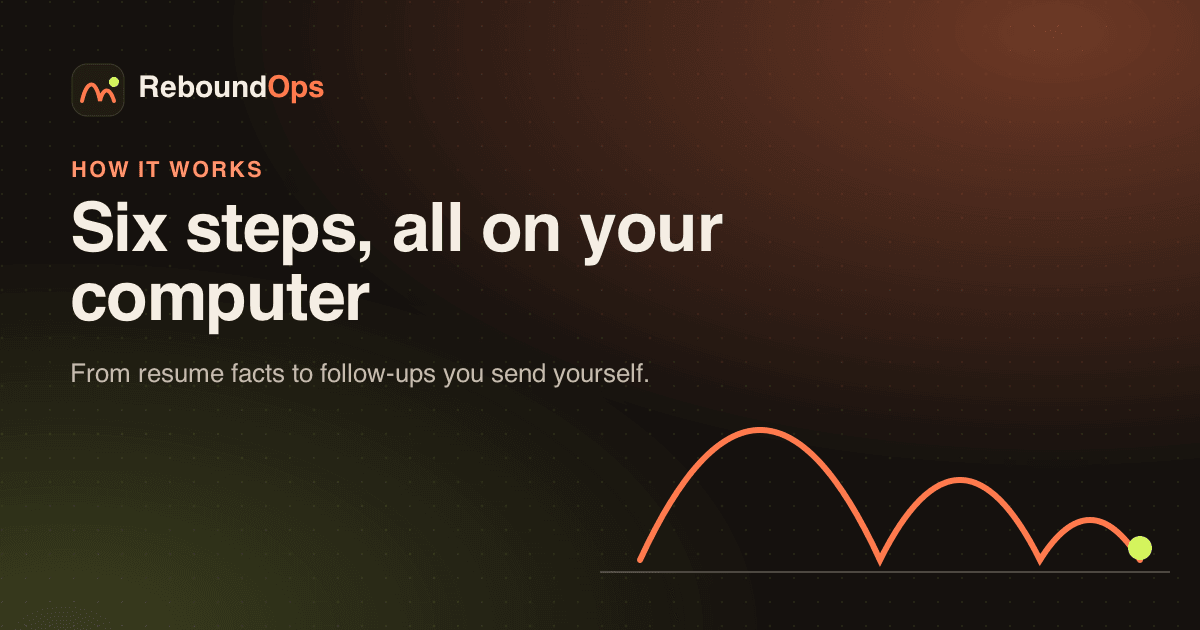 ReboundOps
HOW IT WORKS
Six steps, all on your
computer
From resume facts to follow-ups you send yourself.